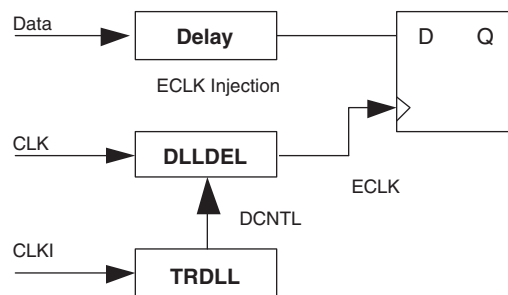 Data
Delay
D Q
ECLK Injection
CLK
DLLDEL
ECLK
DCNTL
CLKI
TRDLL